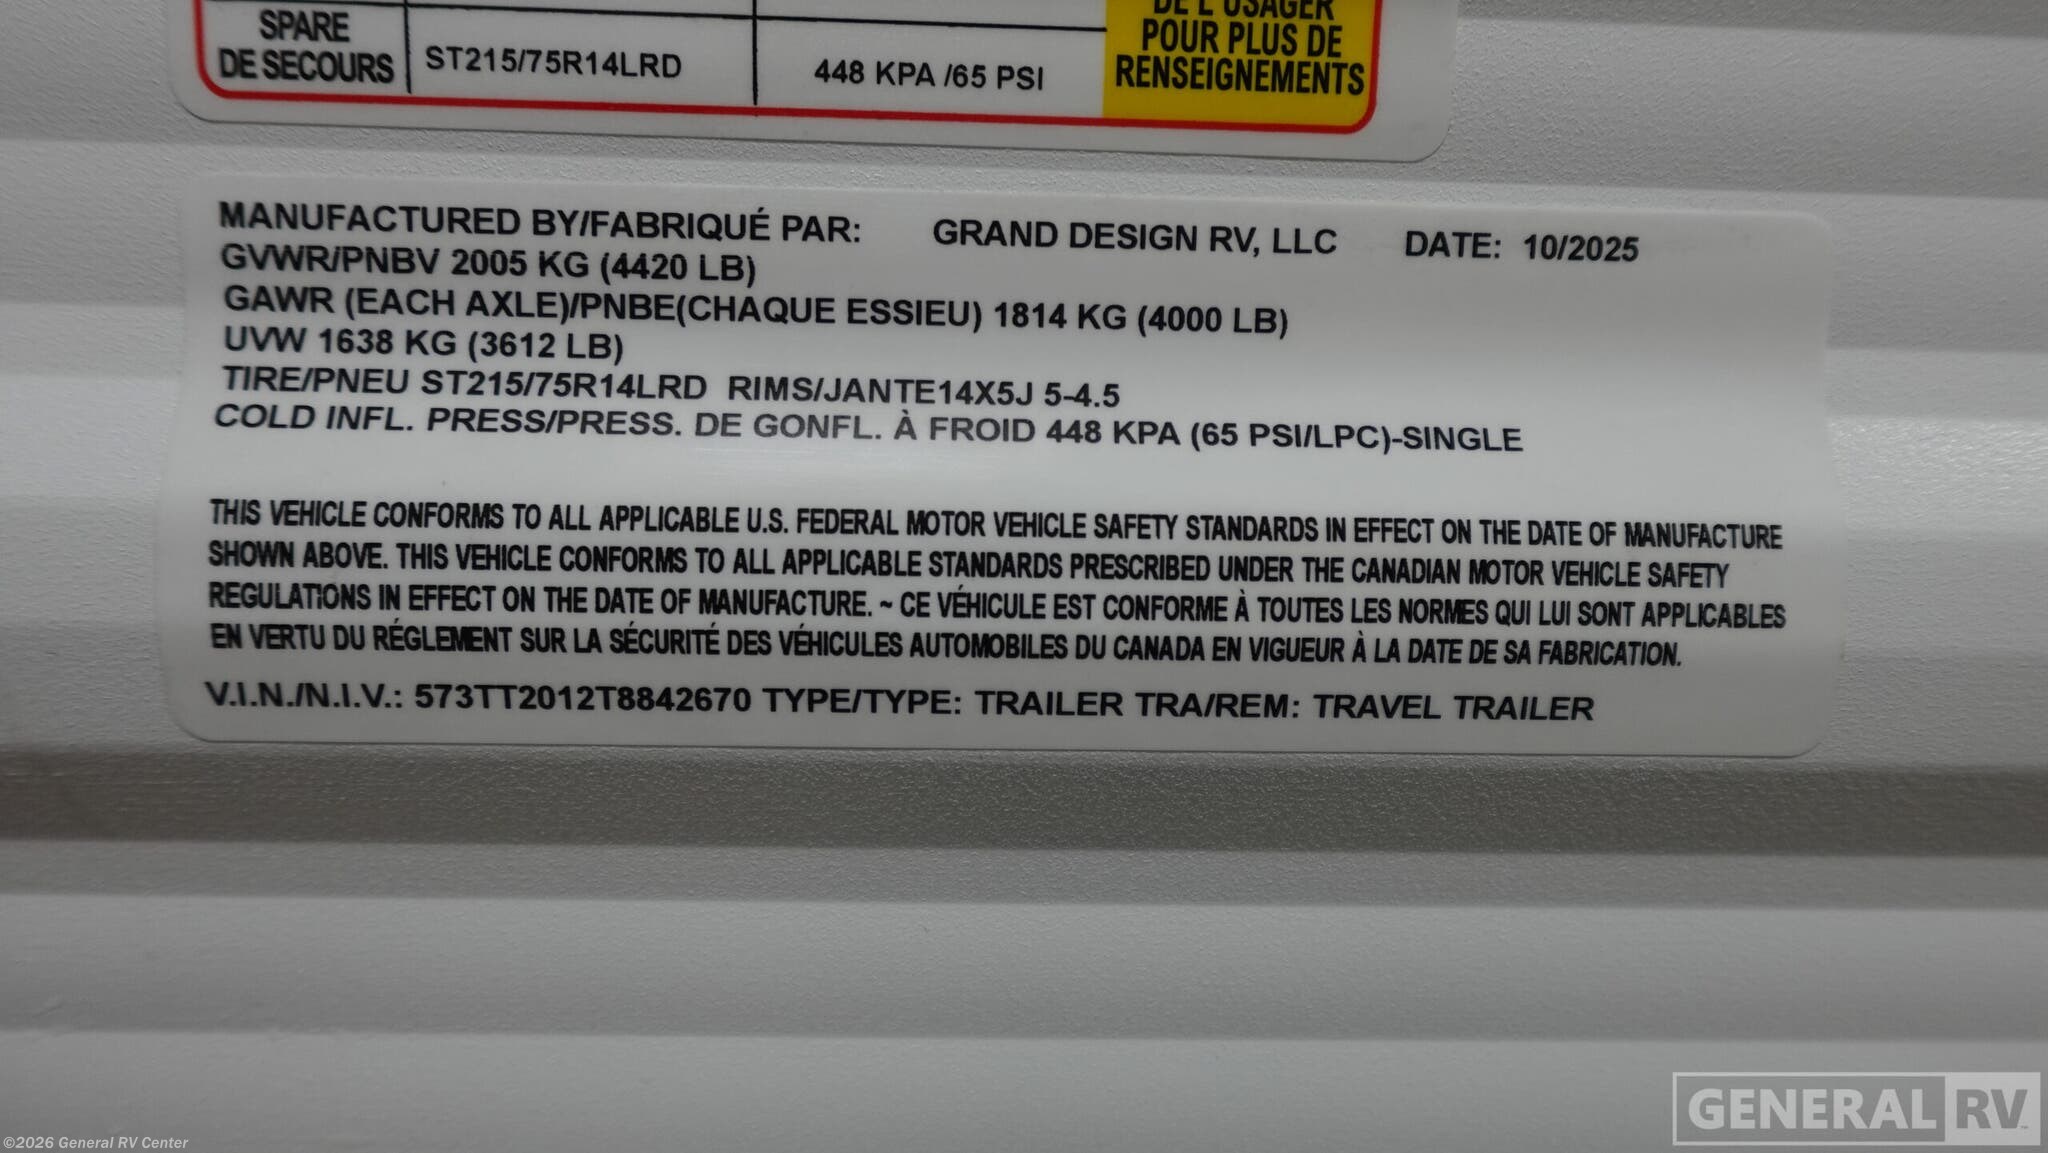 DE L'USAGER
POUR PLUS DE
RENSEIGNEMENTS
SPARE
DE SECOURS
ST215/75R14LRD
448 KPA /65 PSI
MANUFACTURED BY/FABRIQUÉ PAR: GRAND DESIGN RV, LLC DATE: 10/2025
GVWR/PNBV 2005 KG (4420 LB)
GAWR (EACH AXLE)/PNBE(CHAQUE ESSIEU) 1814 KG (4000 LB)
UVW 1638 KG (3612 LB)
TIRE/PNEU ST215/75R14LRD RIMS/JANTE14X5J 5-4.5
COLD INFL. PRESS/PRESS. DE GONFL. À FROID 448 KPA (65 PSI/LPC)-SINGLE
THIS VEHICLE CONFORMS TO ALL APPLICABLE U.S. FEDERAL MOTOR VEHICLE SAFETY STANDARDS IN EFFECT ON THE DATE OF MANUFACTURE
SHOWN ABOVE. THIS VEHICLE CONFORMS TO ALL APPLICABLE STANDARDS PRESCRIBED UNDER THE CANADIAN MOTOR VEHICLE SAFETY
REGULATIONS IN EFFECT ON THE DATE OF MANUFACTURE. ~ CE VÉHICULE EST CONFORME À TOUTES LES NORMES QUI LUI SONT APPLICABLES
EN VERTU DU RÉGLEMENT SUR LA SÉCURITÉ DES VÉHICULES AUTOMOBILES DU CANADA EN VIGUEUR À LA DATE DE SA FABRICATION.
V.I.N./N.I.V.: 573TT2012T8842670 TYPE/TYPE: TRAILER TRA/REM: TRAVEL TRAILER
GENERAL RV
©2026 General RV Center